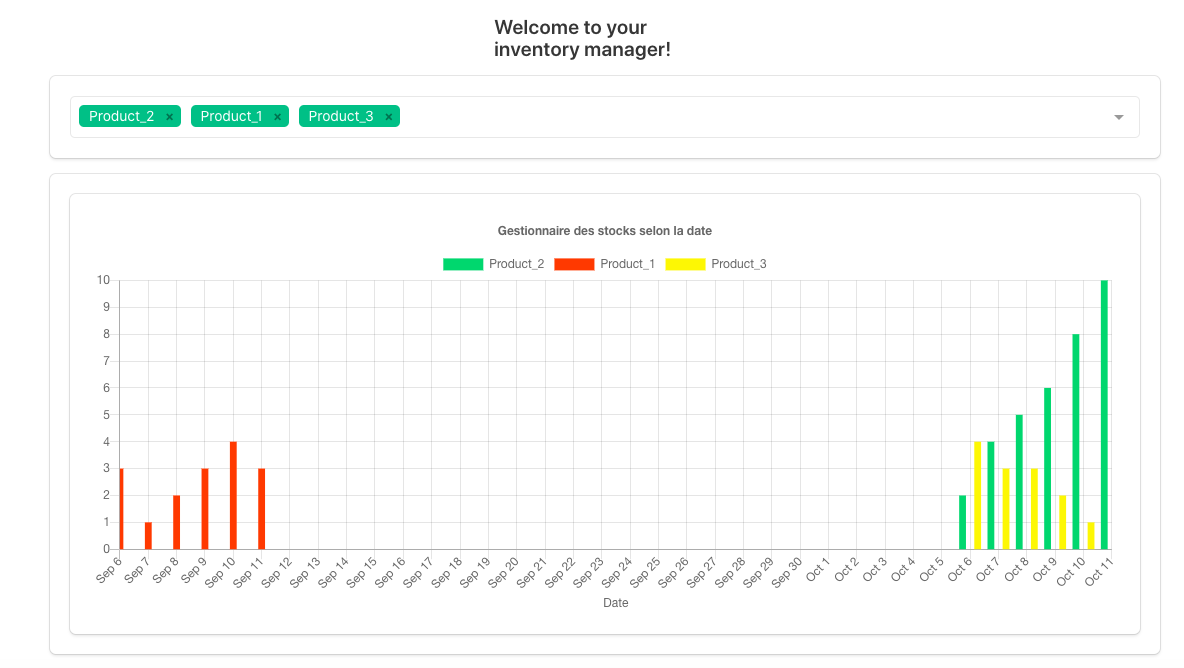 Welcome to your
inventory manager!
Product_2 × Product_1 × Product_3 ×
Gestionnaire des stocks selon la date
Product_2 Product_1 Product_3
10
9
8
7
6
5
4
3
2
1
0
Sep 6 Sep 7 Sep 8 Sep 9 Sep 10 Sep 11 Sep 12 Sep 13 Sep 14 Sep 15 Sep 16 Sep 17 Sep 18 Sep 19 Sep 20 Sep 21 Sep 22 Sep 23 Sep 24 Sep 25 Sep 26 Sep 27 Sep 28 Sep 29 Sep 30 Oct 1 Oct 2 Oct 3 Oct 4 Oct 5 Oct 6 Oct 7 Oct 8 Oct 9 Oct 10 Oct 11
Date